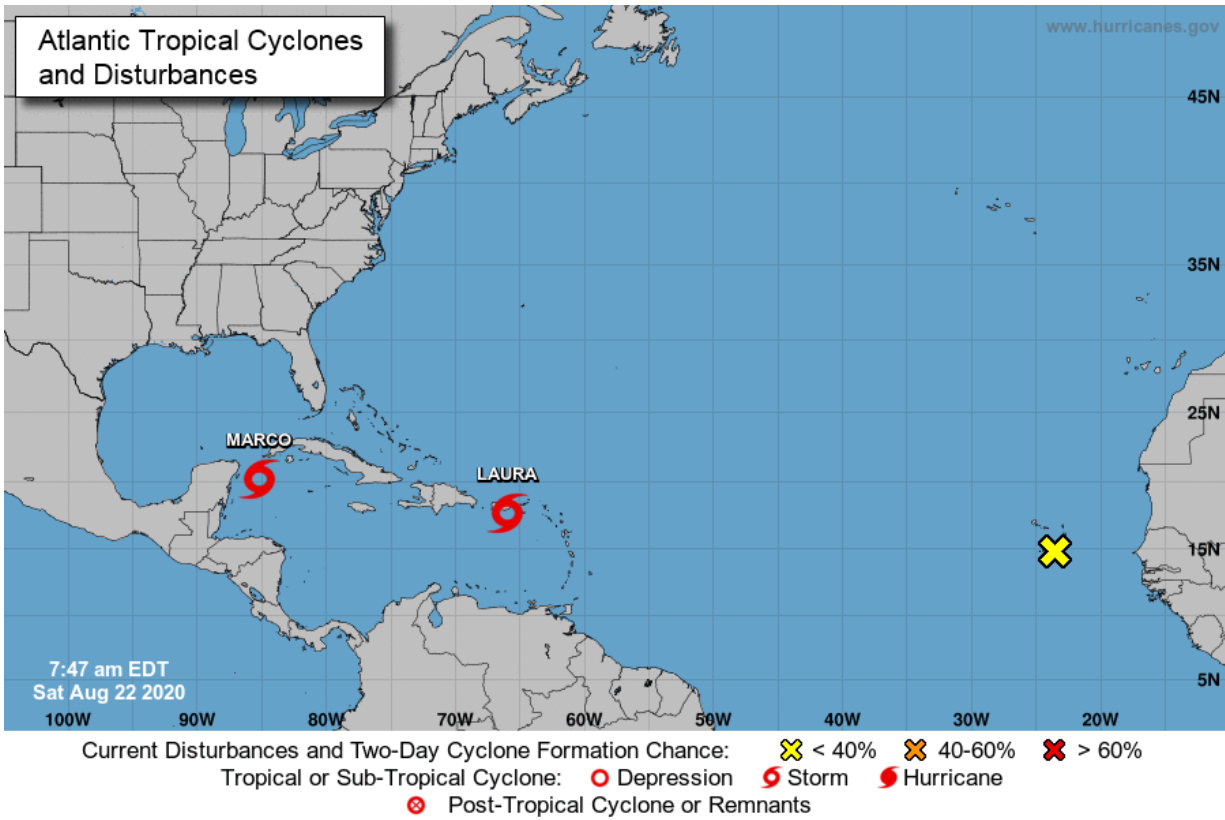 Atlantic Tropical Cyclones
and Disturbances
www.hurricanes.gov
45N
35N
25N
MARCO
LAURA
15N
7:47 am EDT
Sat Aug 22 2020
5N
100W 90W 80W 70W 60W 50W 40W 30W 20W
Current Disturbances and Two-Day Cyclone Formation Chance: < 40% 40-60% > 60%
Tropical or Sub-Tropical Cyclone: Depression Storm Hurricane
Post-Tropical Cyclone or Remnants